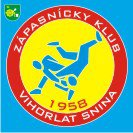 ZÁPASNÍCKY KLUB
1958
VIHORLAT SNINA